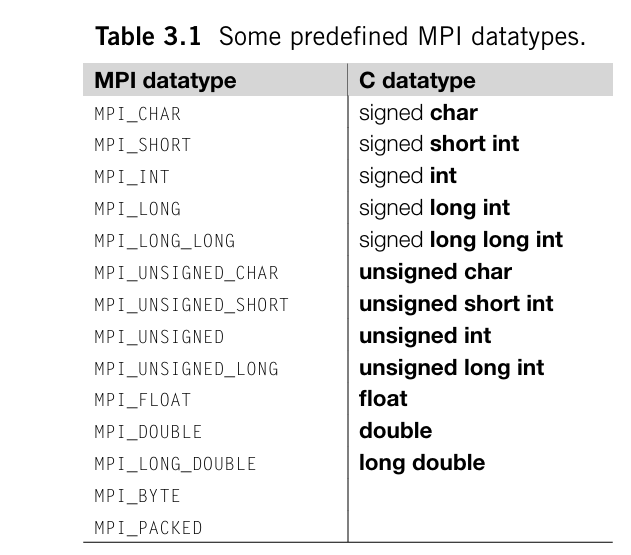 Table 3.1 Some predefined MPI datatypes.
MPI datatype C datatype
MPI_CHAR signed char
MPI_SHORT signed short int
MPI_INT signed int
MPI_LONG signed long int
MPI_LONG_LONG signed long long int
MPI_UNSIGNED_CHAR unsigned char
MPI_UNSIGNED_SHORT unsigned short int
MPI_UNSIGNED unsigned int
MPI_UNSIGNED_LONG unsigned long int
MPI_FLOAT float
MPI_DOUBLE double
MPI_LONG_DOUBLE long double
MPI_BYTE
MPI_PACKED